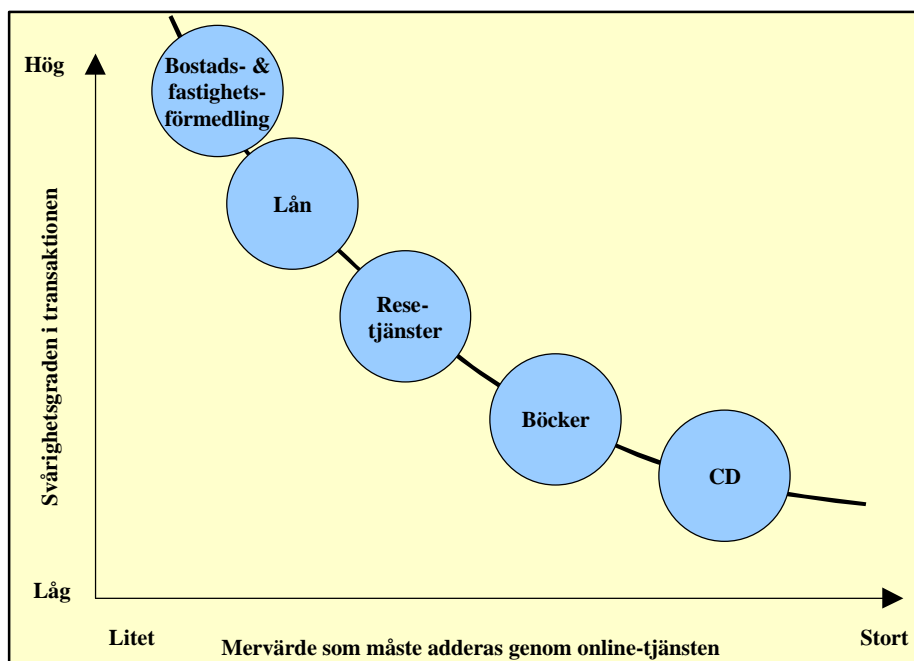 Hög
Bostads- &
fastighets-
förmedling
Lån
Rese-
tjänster
Böcker
CD
Svårighetsgraden i transaktionen
Låg
Litet
Mervärde som måste adderas genom online-tjänsten
Stort